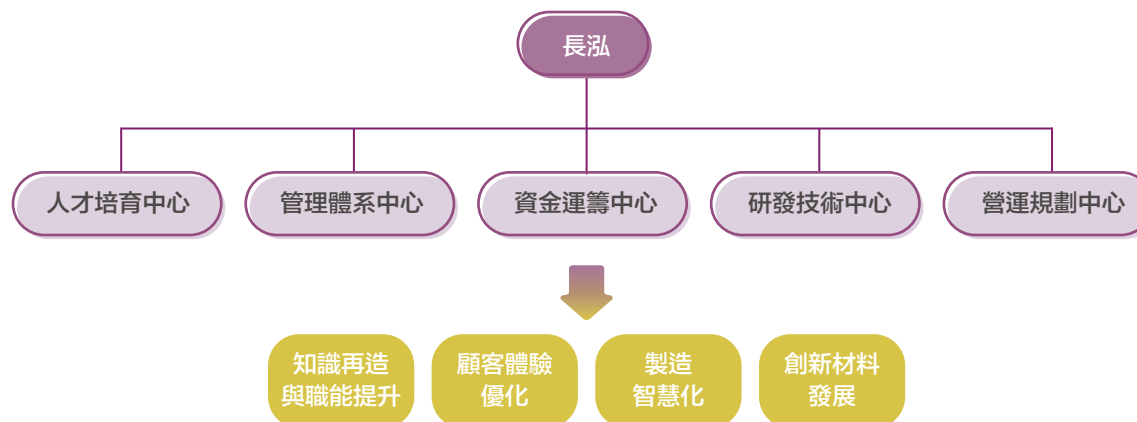 長泓
人才培育中心
管理體系中心
資金運籌中心
研發技術中心
營運規劃中心
知識再造
與職能提升
顧客體驗
優化
製造
智慧化
創新材料
發展